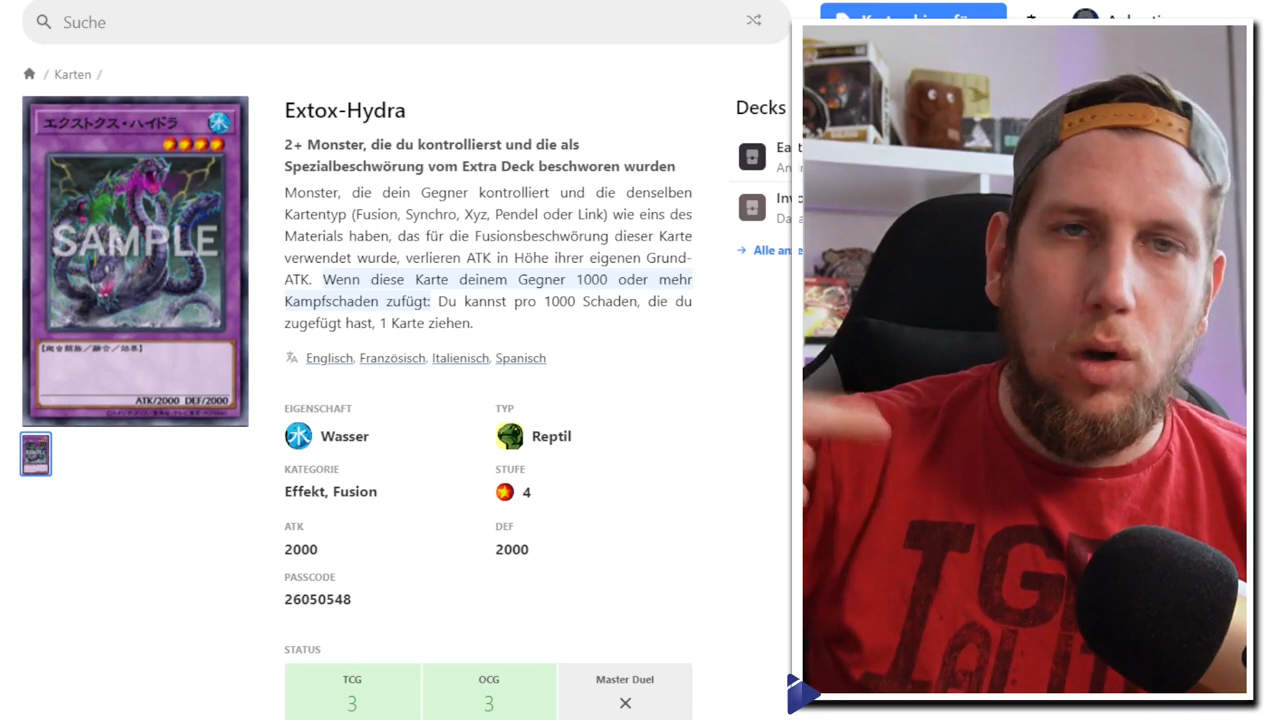 Suche
/ Karten /
エクストクス・ハイドラ
水
SAMPLE
ATK/2000 DEF/2000
Extox-Hydra
2+ Monster, die du kontrollierst und die als
Spezialbeschwörung vom Extra Deck beschworen wurden
Monster, die dein Gegner kontrolliert und die denselben
Kartentyp (Fusion, Synchro, Xyz, Pendel oder Link) wie eins des
Materials haben, das für die Fusionsbeschwörung dieser Karte
verwendet wurde, verlieren ATK in Höhe ihrer eigenen Grund-
ATK. Wenn diese Karte deinem Gegner 1000 oder mehr
Kampfschaden zufügt: Du kannst pro 1000 Schaden, die du
zugefügt hast, 1 Karte ziehen.
Englisch, Französisch, Italienisch, Spanisch
EIGENSCHAFT
水 Wasser
TYP
Reptil
KATEGORIE
Effekt, Fusion
STUFE
4
ATK
2000
DEF
2000
PASSCODE
26050548
STATUS
TCG
3
OCG
3
Master Duel
Decks